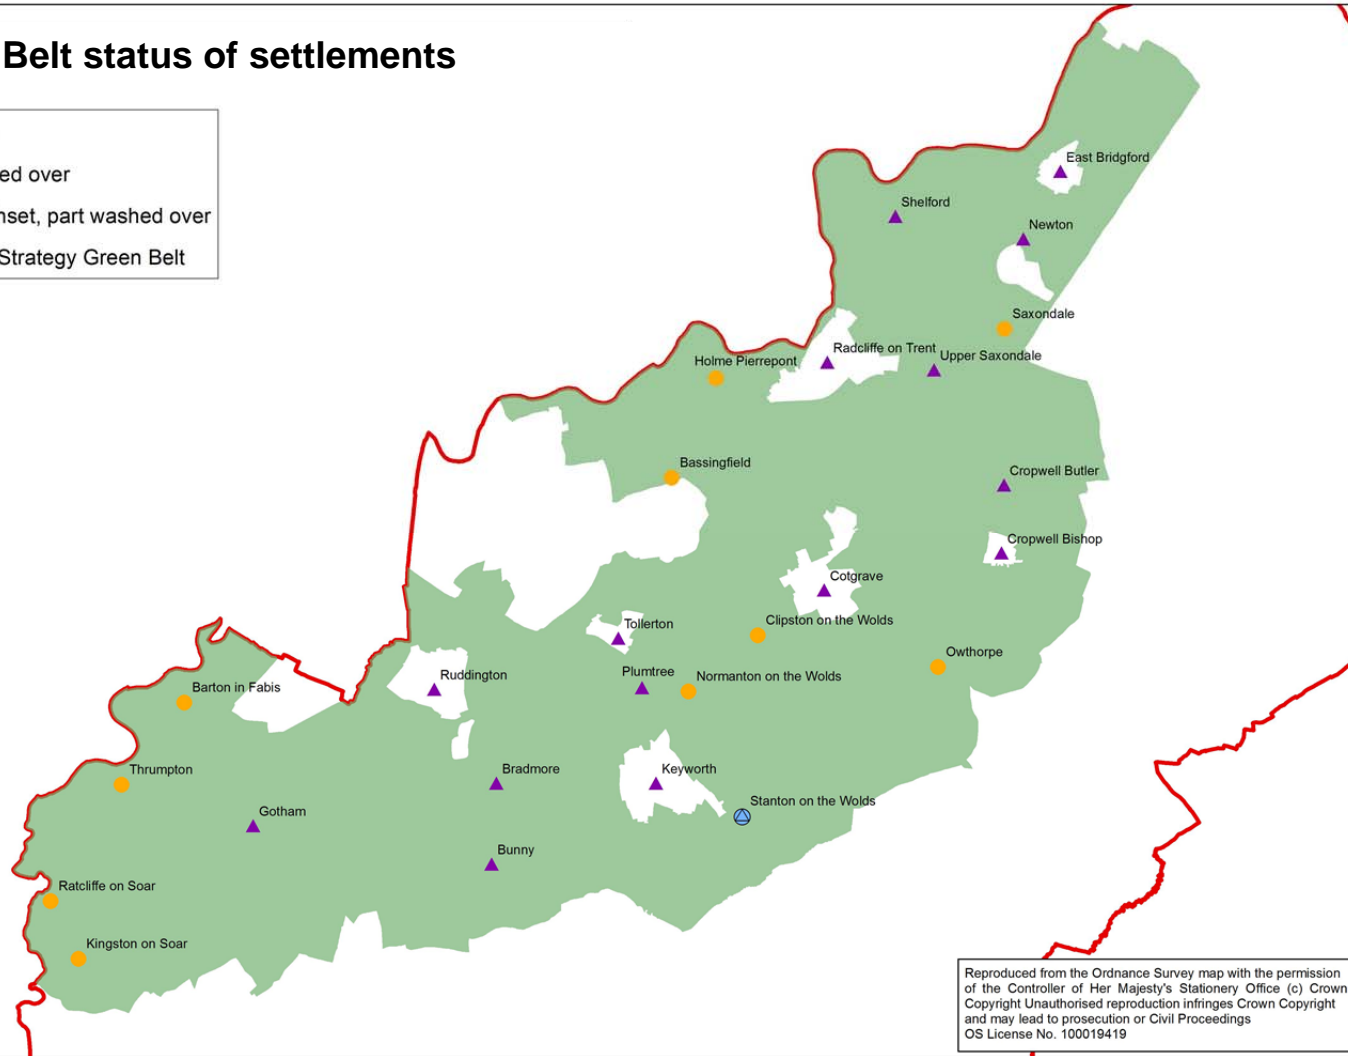 Belt status of settlements
ed over
nset, part washed over
Strategy Green Belt
East Bridgford
Shelford
Newton
Saxondale
Radcliffe on Trent
Upper Saxondale
Holme Pierrepont
Bassingfield
Cropwell Butler
Cropwell Bishop
Cotgrave
Clipston on the Wolds
Tollerton
Owthorpe
Ruddington
Plumtree
Normanton on the Wolds
Barton in Fabis
Thrumpton
Bradmore
Keyworth
Stanton on the Wolds
Gotham
Bunny
Ratcliffe on Soar
Kingston on Soar
Reproduced from the Ordnance Survey map with the permission
of the Controller of Her Majesty's Stationery Office (c) Crown
Copyright Unauthorised reproduction infringes Crown Copyright
and may lead to prosecution or Civil Proceedings
OS License No. 100019419